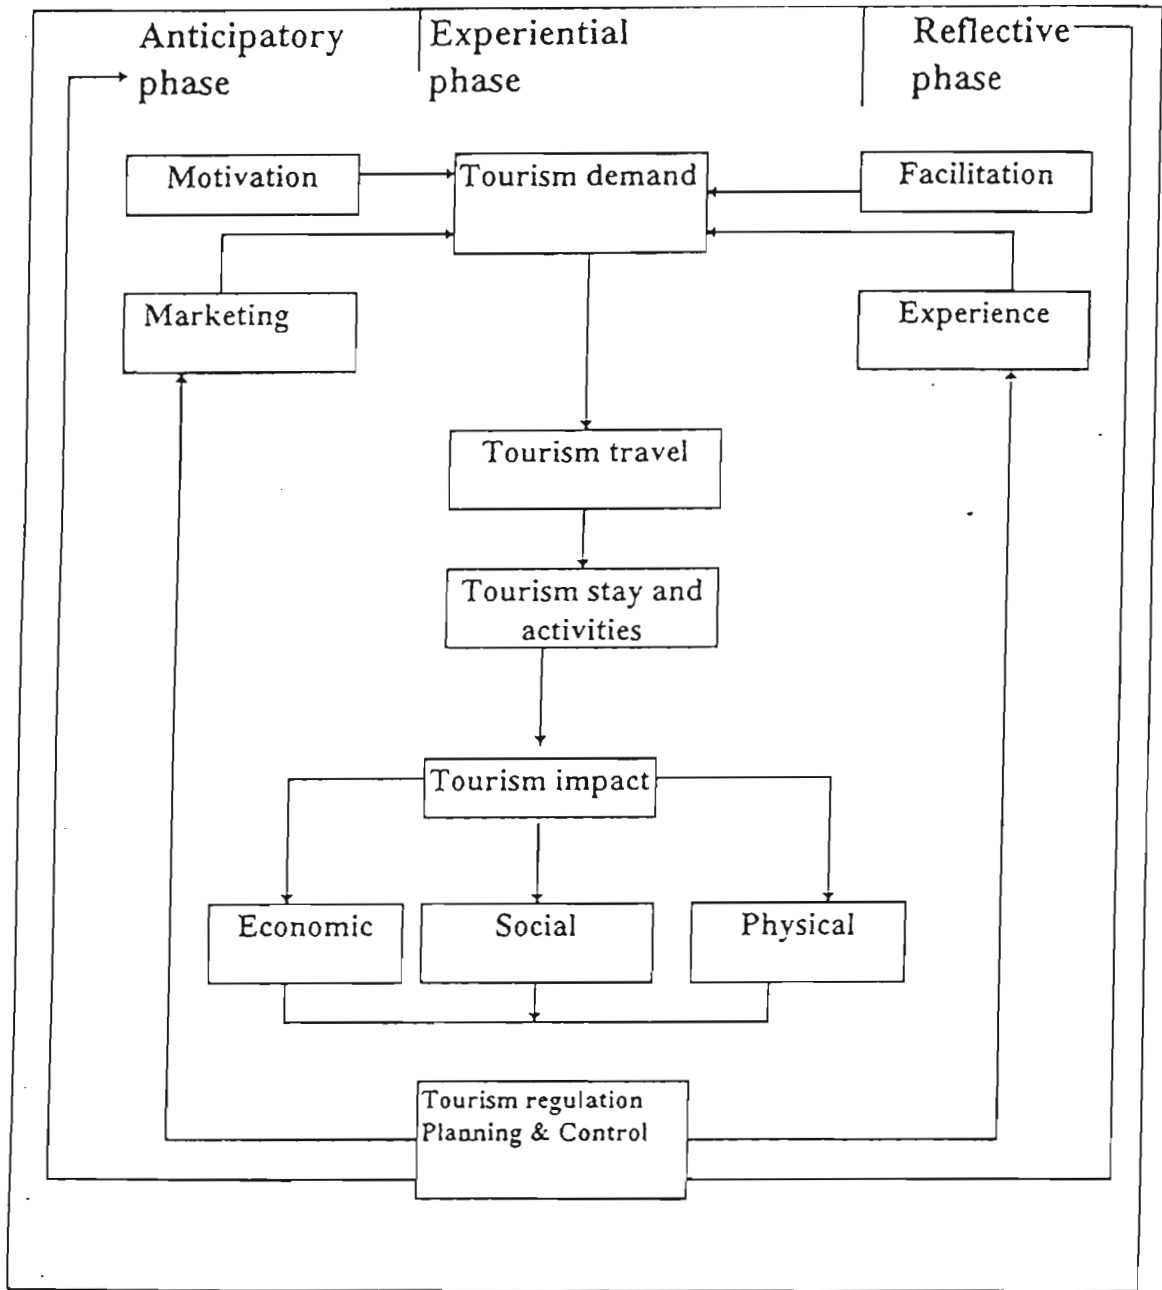 Anticipatory
phase
Experiential
phase
Reflective
phase
Motivation
Tourism demand
Facilitation
Marketing
Experience
Tourism travel
Tourism stay and
activities
Tourism impact
Economic
Social
Physical
Tourism regulation
Planning & Control